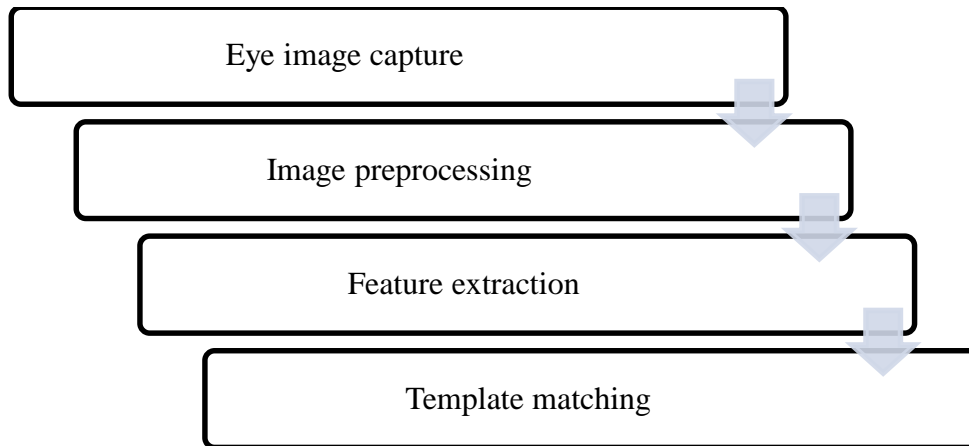 Eye image capture
Image preprocessing
Feature extraction
Template matching